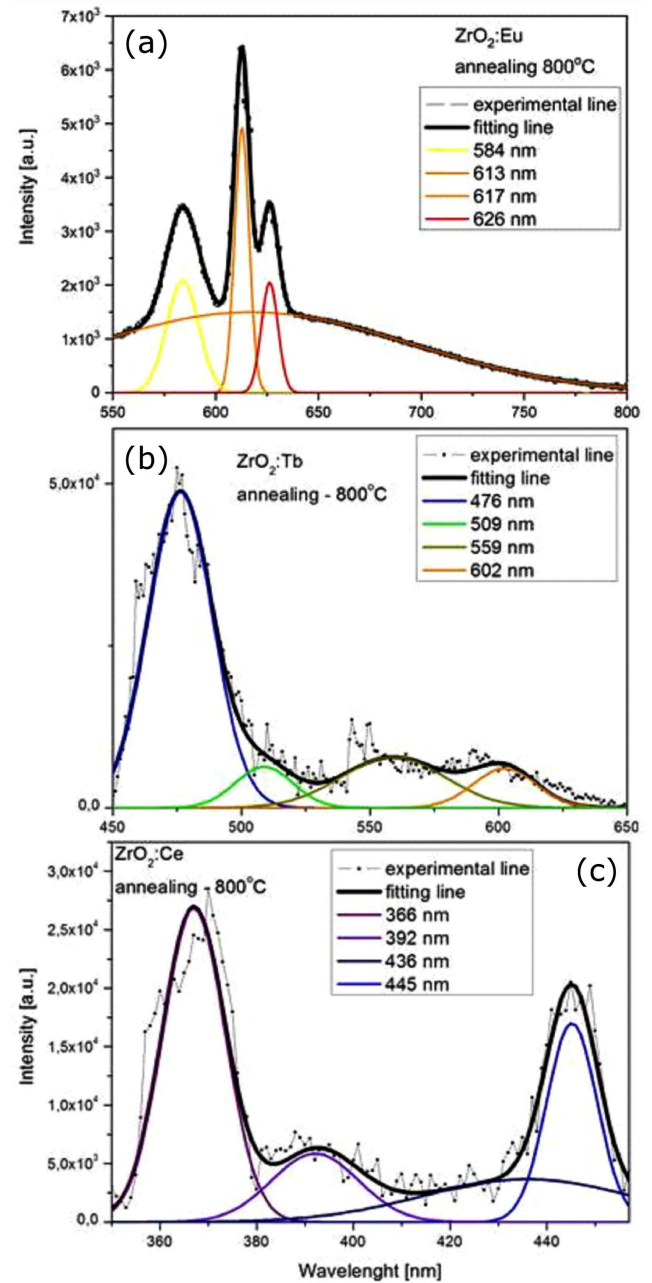 (a)
ZrO2:Eu
annealing 800°C
experimental line
fitting line
584 nm
613 nm
617 nm
626 nm
Intensity [a.u.]
7x10³
6x10³
5x10³
4x10³
3x10³
2x10³
1x10³
0
550 600 650 700 750 800
(b)
ZrO2:Tb
annealing - 800°C
experimental line
fitting line
476 nm
509 nm
559 nm
602 nm
5,0x10⁴
0,0
450 500 550 600 650
ZrO2:Ce
annealing - 800°C
(c)
experimental line
fitting line
366 nm
392 nm
436 nm
445 nm
Intensity [a.u.]
3,0x10⁴
2,5x10⁴
2,0x10⁴
1,5x10⁴
1,0x10⁴
5,0x10³
0,0
360 380 400 420 440
Wavelenght [nm]